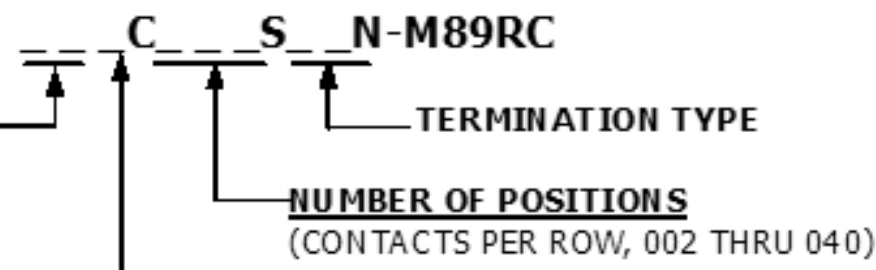 _ _ _C_ _ _S_ _N-M89RC
TERMINATION TYPE
NUMBER OF POSITIONS
(CONTACTS PER ROW, 002 THRU 040)